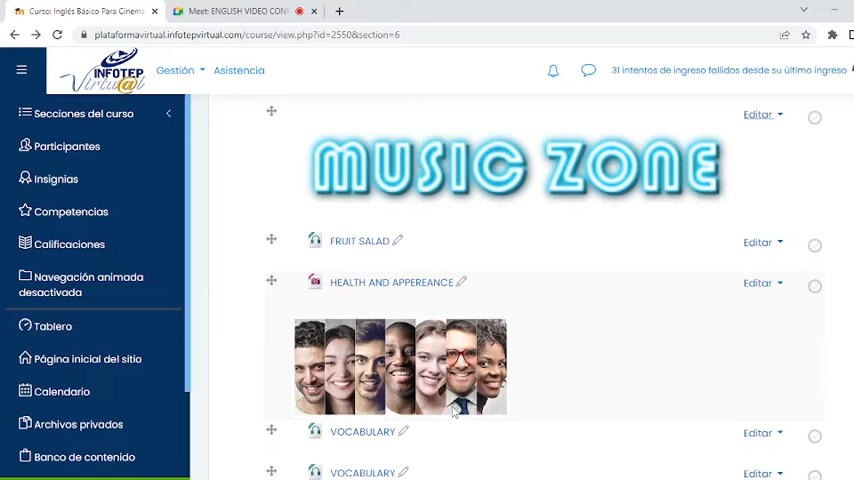 Curso: Inglés Básico Para Cinema
Meet: ENGLISH VIDEO CONF
plataformavirtual.infotepvirtual.com/course/view.php?id=2550&section=6
INFOTEP
Virtu@l
Gestión
Asistencia
31 intentos de ingreso fallidos desde su último ingreso
Secciones del curso
Participantes
Insignias
Competencias
Calificaciones
Navegación animada
desactivada
Tablero
Página inicial del sitio
Calendario
Archivos privados
Banco de contenido
Editar
MUSIC ZONE
FRUIT SALAD
Editar
HEALTH AND APPEREANCE
Editar
VOCABULARY
Editar
VOCABULARY
Editar